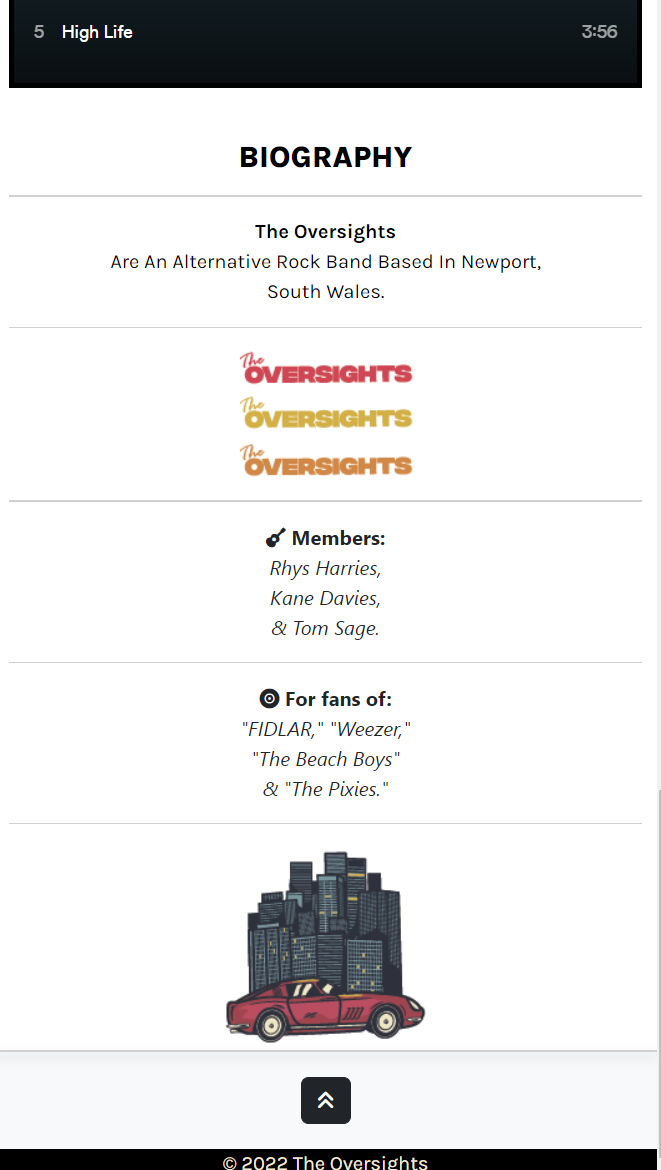 5 High Life 3:56
BIOGRAPHY
The Oversights
Are An Alternative Rock Band Based In Newport,
South Wales.
The
OVERSIGHTS
The
OVERSIGHTS
The
OVERSIGHTS
Members:
Rhys Harries,
Kane Davies,
& Tom Sage.
For fans of:
"FIDLAR," "Weezer,"
"The Beach Boys"
& "The Pixies."
© 2022 The Oversights